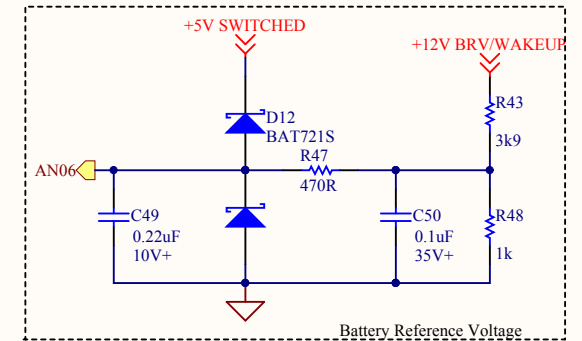 +5V SWITCHED
+12V BRV/WAKEUP
D12
BAT721S
R43
3k9
AN06
R47
470R
C49
0.22uF
10V+
C50
0.1uF
35V+
R48
1k
Battery Reference Voltage